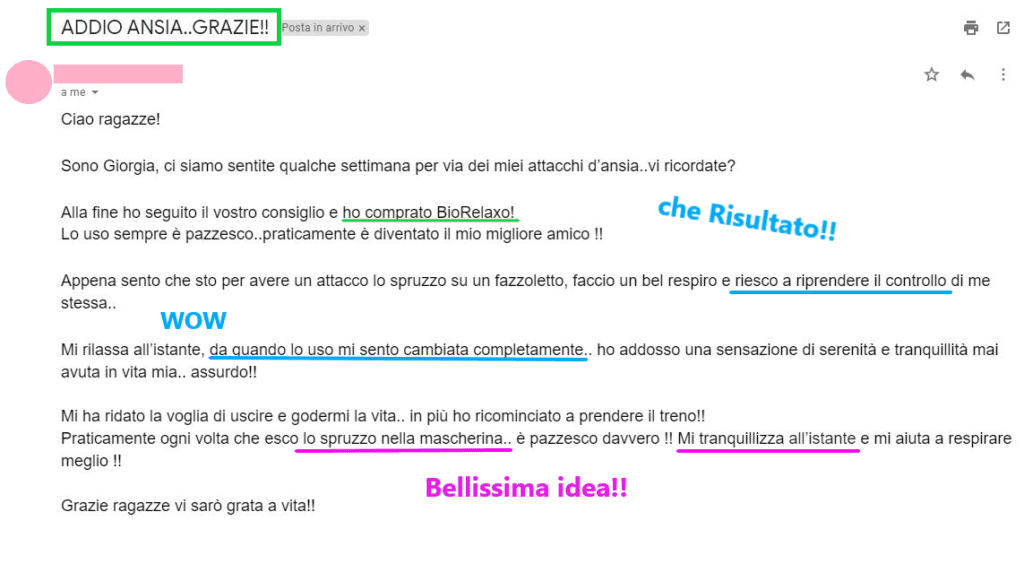 ADDIO ANSIA..GRAZIE!! Posta in arrivo x
a me
Ciao ragazze!
Sono Giorgia, ci siamo sentite qualche settimana per via dei miei attacchi d'ansia..vi ricordate?
Alla fine ho seguito il vostro consiglio e ho comprato BioRelaxo!
che Risultato!!
Lo uso sempre è pazzesco..praticamente è diventato il mio migliore amico !!
Appena sento che sto per avere un attacco lo spruzzo su un fazzoletto, faccio un bel respiro e riesco a riprendere il controllo di me
stessa..
WOW
Mi rilassa all'istante, da quando lo uso mi sento cambiata completamente.. ho addosso una sensazione di serenità e tranquillità mai
avuta in vita mia.. assurdo!!
Mi ha ridato la voglia di uscire e godermi la vita.. in più ho ricominciato a prendere il treno!!
Praticamente ogni volta che esco lo spruzzo nella mascherina.. è pazzesco davvero !! Mi tranquillizza all'istante e mi aiuta a respirare
meglio !!
Bellissima idea!!
Grazie ragazze vi sarò grata a vita!!